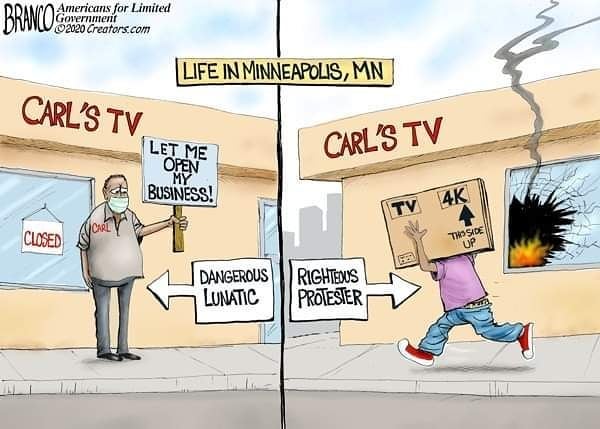 BRANCO
Americans for Limited
Government
©2020 Creators.com
LIFE IN MINNEAPOLIS, MN
CARL'S TV
LET ME
OPEN
MY
BUSINESS!
CLOSED
CARL
DANGEROUS
LUNATIC
CARL'S TV
TV
4K
THIS SIDE
UP
RIGHTEOUS
PROTESTER